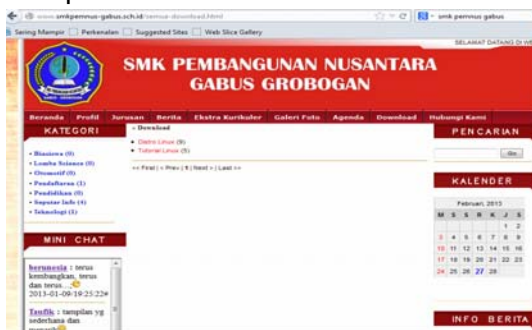 www.smkpemnus-gabus.sch.id/semua-download.html
smk pemnus gabus
Sering Mampir Perkenalan Suggested Sites Web Slice Gallery
SELAMAT DATANG DI WE
SMK PEMBANGUNAN NUSANTARA
GABUS GROBOGAN
Beranda Profil Jurusan Berita Ekstra Kurikuler Galeri Foto Agenda Download Hubungi Kami
KATEGORI
• Biasiswa (0)
• Lomba Science (0)
• Otomotif (0)
• Pendaftaran (1)
• Pendidikan (0)
• Seputar Info (4)
• Teknologi (1)
MINI CHAT
berunesia : terus
kembangkan, terus
dan terus...
2013-01-09/19:25:22#
Taufik : tampilan yg
sederhana dan
» Download
• Distro Linux (9)
• Tutorial Linux (5)
<< First | < Prev | 1 | Next > | Last >>
PENCARIAN
Go
KALENDER
Februari, 2013
M S S R K J S
1 2
3 4 5 6 7 8 9
10 11 12 13 14 15 16
17 18 19 20 21 22 23
24 25 26 27 28
INFO BERITA